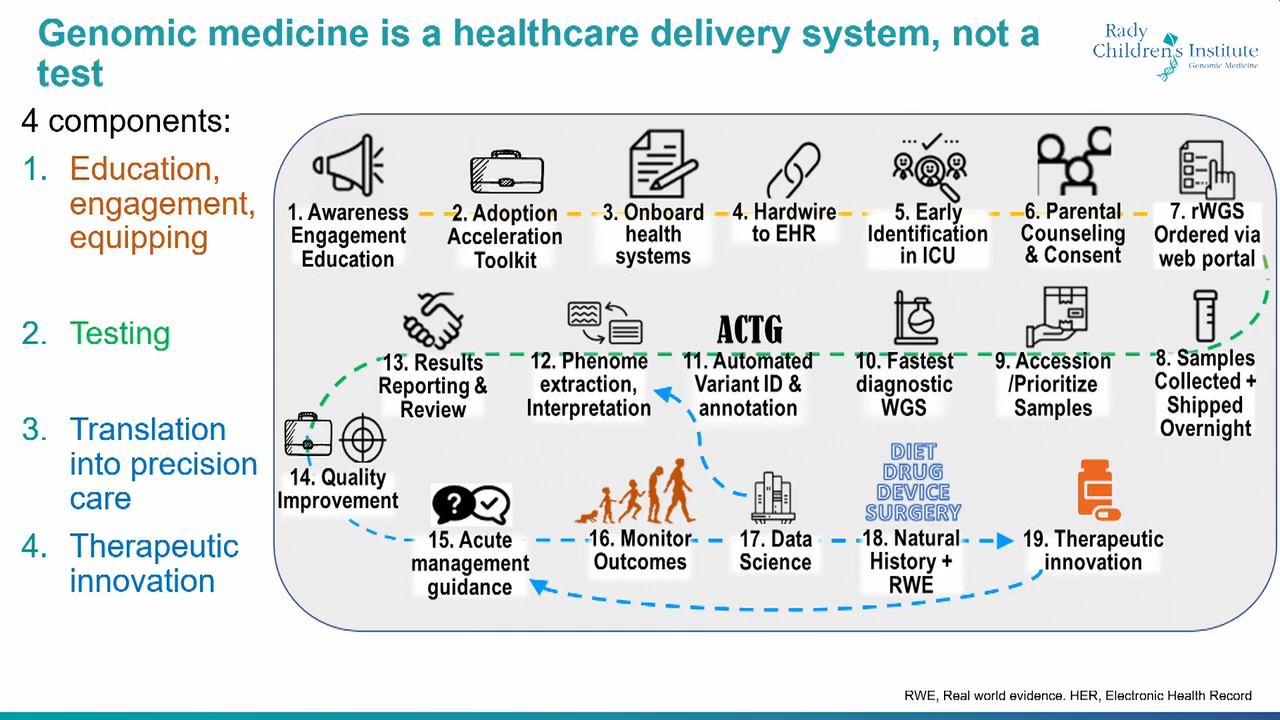 Genomic medicine is a healthcare delivery system, not a
test
Rady
Children's Institute
Genomic Medicine
4 components:
1. Education,
engagement,
equipping
2. Testing
3. Translation
into precision
care
4. Therapeutic
innovation
1. Awareness
Engagement
Education
2. Adoption
Acceleration
Toolkit
3. Onboard
health
systems
4. Hardwire
to EHR
5. Early
Identification
in ICU
6. Parental
Counseling
& Consent
7. rWGS
Ordered via
web portal
8. Samples
Collected +
Shipped
Overnight
9. Accession
/Prioritize
Samples
10. Fastest
diagnostic
WGS
ACTG
11. Automated
Variant ID &
annotation
12. Phenome
extraction,
Interpretation
13. Results
Reporting &
Review
14. Quality
Improvement
?
15. Acute
management
guidance
16. Monitor
Outcomes
17. Data
Science
DIET
DRUG
DEVICE
SURGERY
18. Natural
History +
RWE
19. Therapeutic
innovation
RWE, Real world evidence. HER, Electronic Health Record